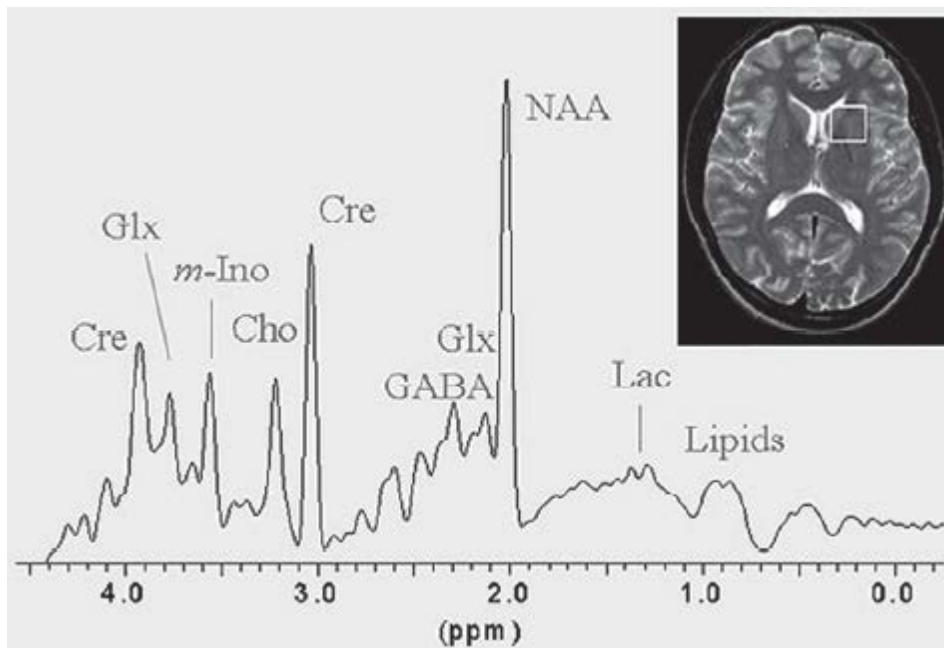 NAA
Cre
Glx
m-Ino
Cre
Cho
Glx
GABA
Lac
Lipids
4.0 3.0 2.0 1.0 0.0
(ppm)